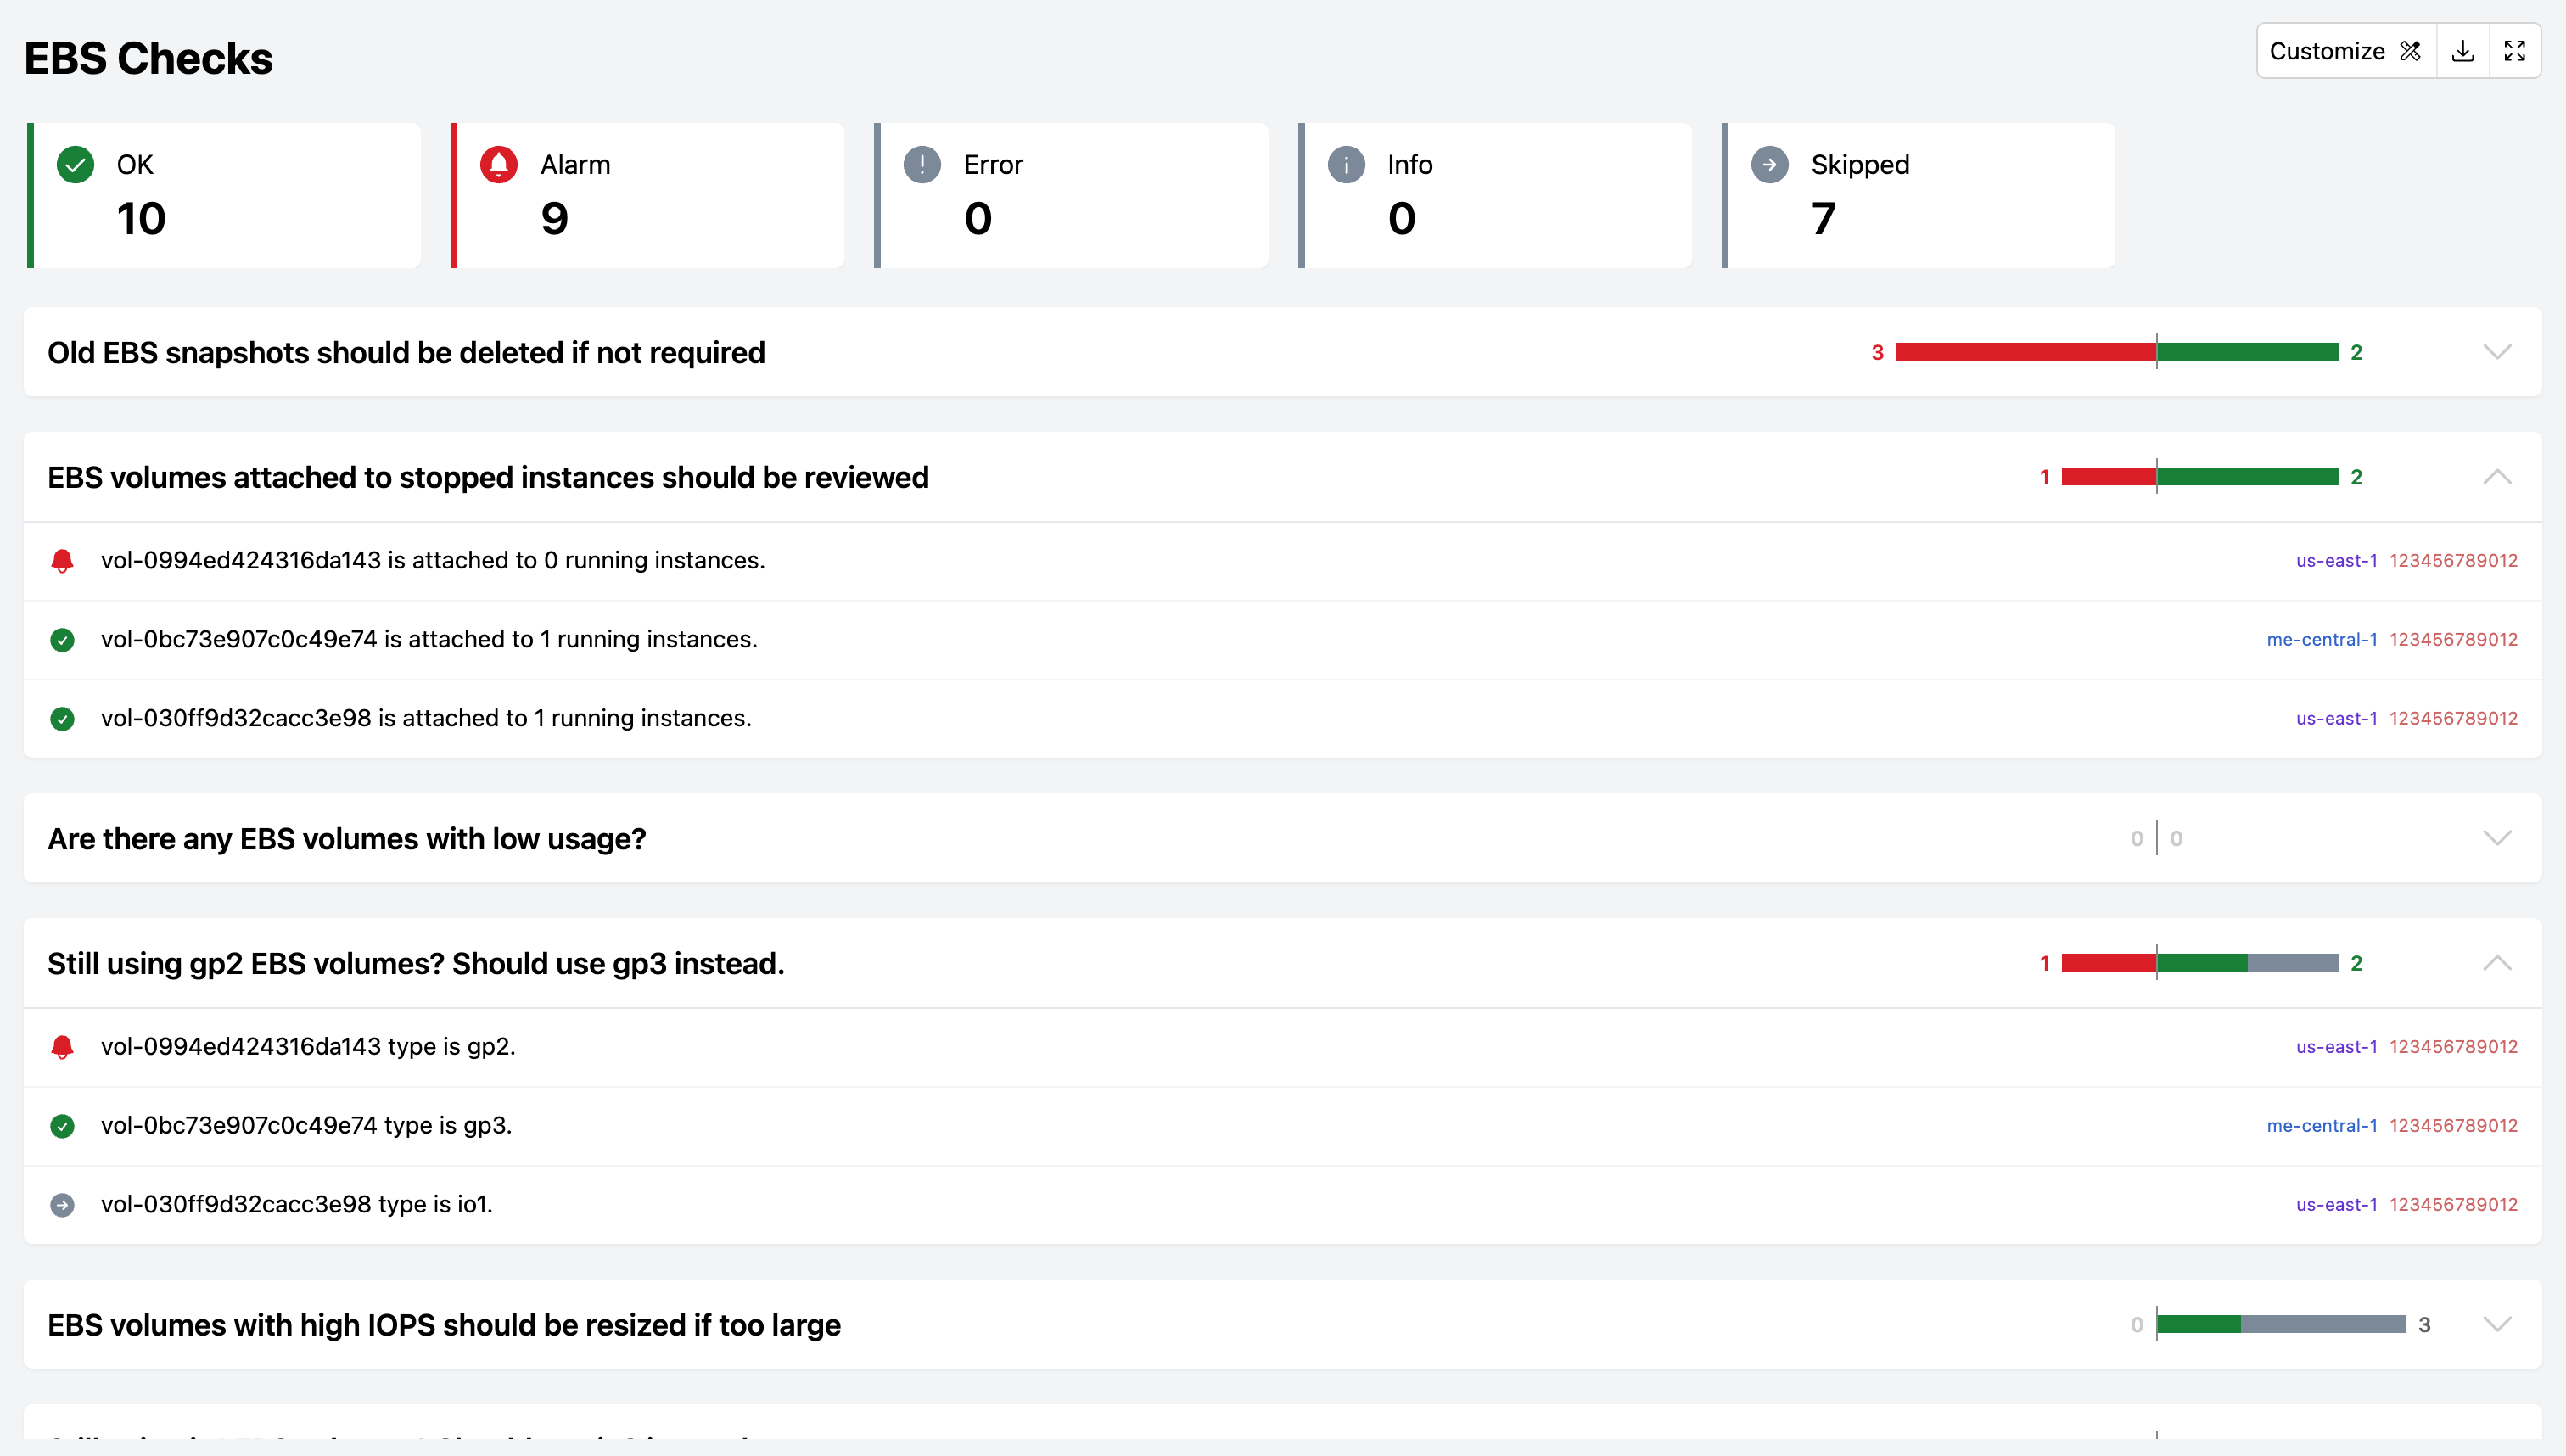 EBS Checks
Customize
OK
10
Alarm
9
Error
0
Info
0
Skipped
7
Old EBS snapshots should be deleted if not required
3
2
EBS volumes attached to stopped instances should be reviewed
1
2
vol-0994ed424316da143 is attached to 0 running instances.
us-east-1 123456789012
vol-0bc73e907c0c49e74 is attached to 1 running instances.
me-central-1 123456789012
vol-030ff9d32cacc3e98 is attached to 1 running instances.
us-east-1 123456789012
Are there any EBS volumes with low usage?
0
0
Still using gp2 EBS volumes? Should use gp3 instead.
1
2
vol-0994ed424316da143 type is gp2.
us-east-1 123456789012
vol-0bc73e907c0c49e74 type is gp3.
me-central-1 123456789012
vol-030ff9d32cacc3e98 type is io1.
us-east-1 123456789012
EBS volumes with high IOPS should be resized if too large
0
3